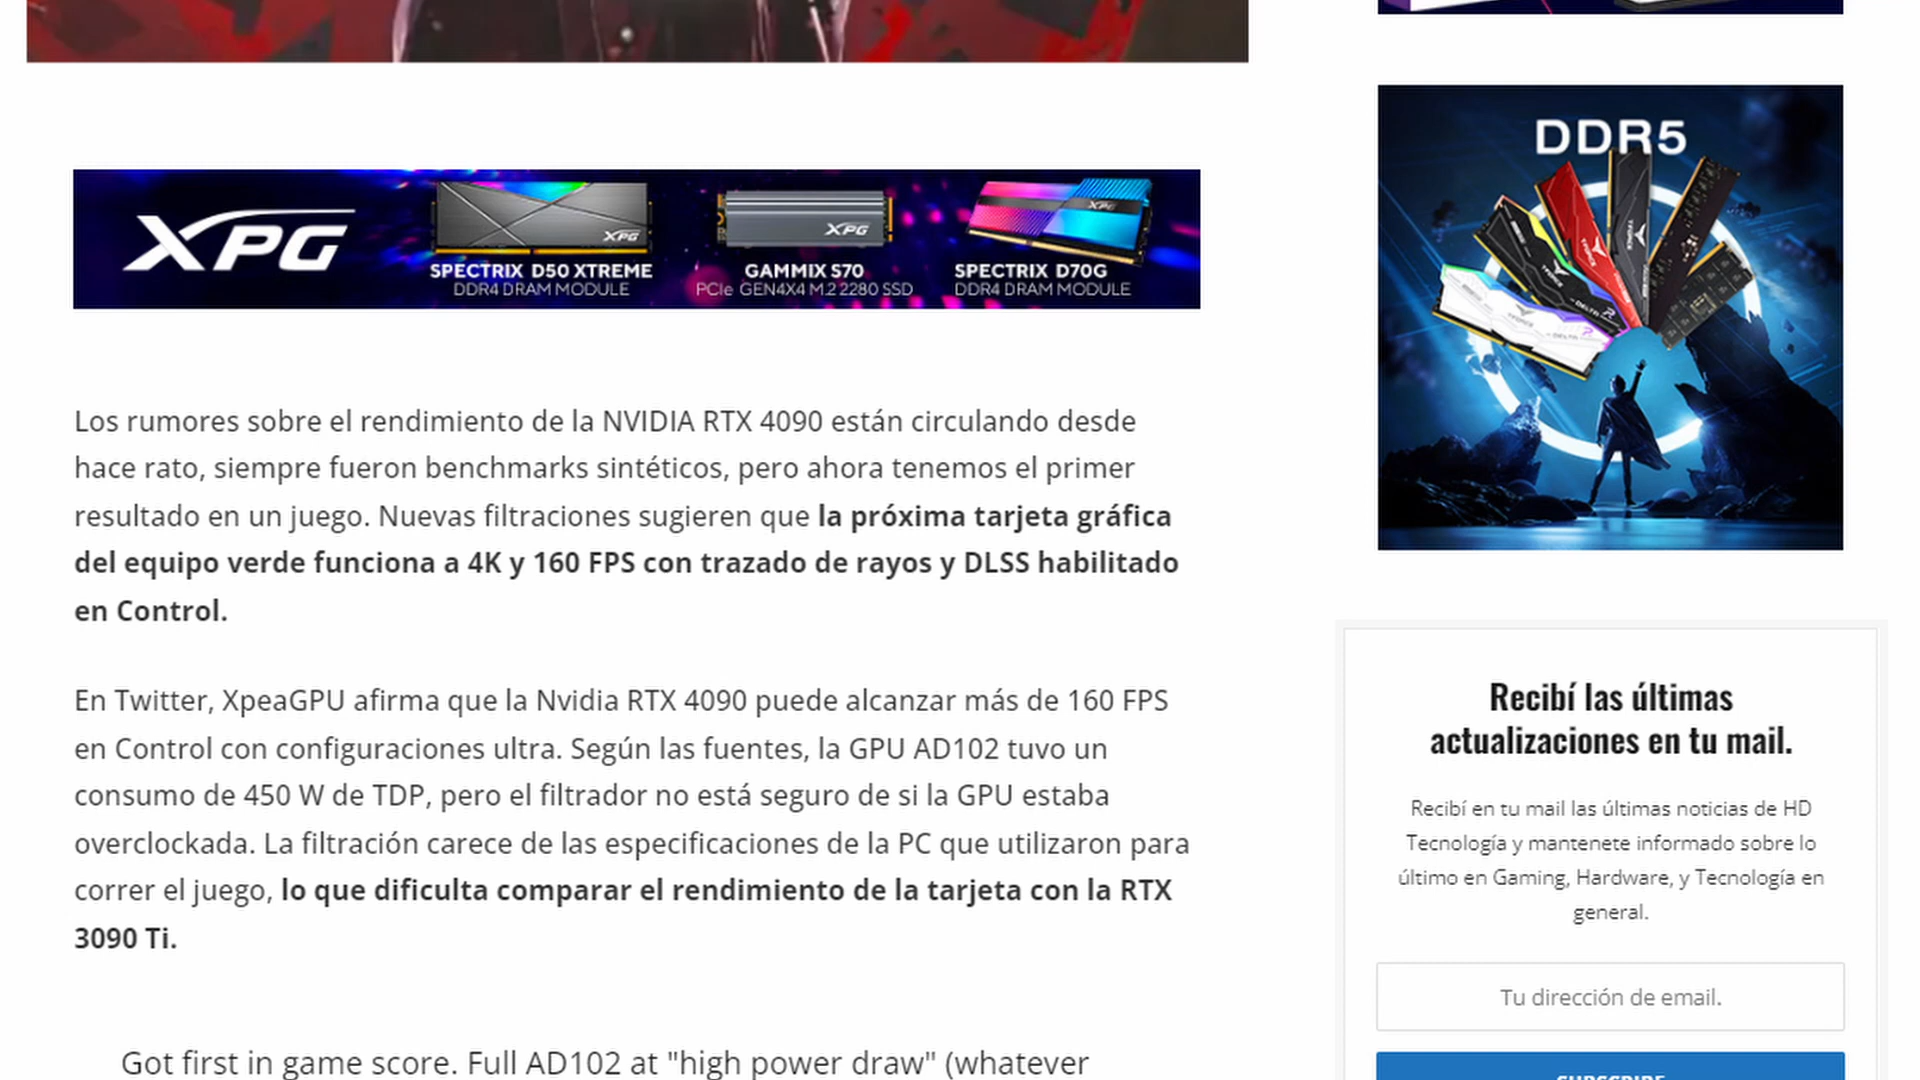 XPG
XPG
SPECTRIX D50 XTREME
DDR4 DRAM MODULE
XPG
GAMMIX S70
PCIe GEN4X4 M.2 2280 SSD
XPG
SPECTRIX D70G
DDR4 DRAM MODULE
Los rumores sobre el rendimiento de la NVIDIA RTX 4090 están circulando desde
hace rato, siempre fueron benchmarks sintéticos, pero ahora tenemos el primer
resultado en un juego. Nuevas filtraciones sugieren que la próxima tarjeta gráfica
del equipo verde funciona a 4K y 160 FPS con trazado de rayos y DLSS habilitado
en Control.
En Twitter, XpeaGPU afirma que la Nvidia RTX 4090 puede alcanzar más de 160 FPS
en Control con configuraciones ultra. Según las fuentes, la GPU AD102 tuvo un
consumo de 450 W de TDP, pero el filtrador no está seguro de si la GPU estaba
overclockada. La filtración carece de las especificaciones de la PC que utilizaron para
correr el juego, lo que dificulta comparar el rendimiento de la tarjeta con la RTX
3090 Ti.
Got first in game score. Full AD102 at "high power draw" (whatever
DDR5
Recibí las últimas
actualizaciones en tu mail.
Recibí en tu mail las últimas noticias de HD
Tecnología y mantenete informado sobre lo
último en Gaming, Hardware, y Tecnología en
general.
Tu dirección de email.
SUBSCRIBE